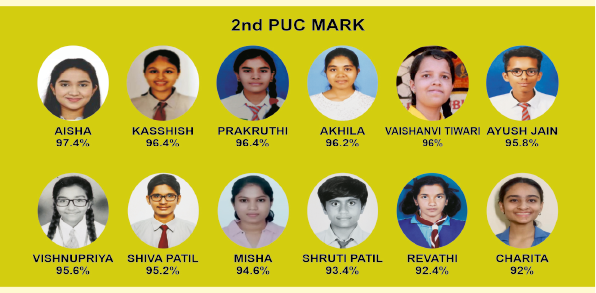 2nd PUC MARK
AISHA
97.4%
KASSHISH
96.4%
PRAKRUTHI
96.4%
AKHILA
96.2%
VAISHANVI TIWARI
96%
AYUSH JAIN
95.8%
VISHNUPRIYA
95.6%
SHIVA PATIL
95.2%
MISHA
94.6%
SHRUTI PATIL
93.4%
REVATHI
92.4%
CHARITA
92%